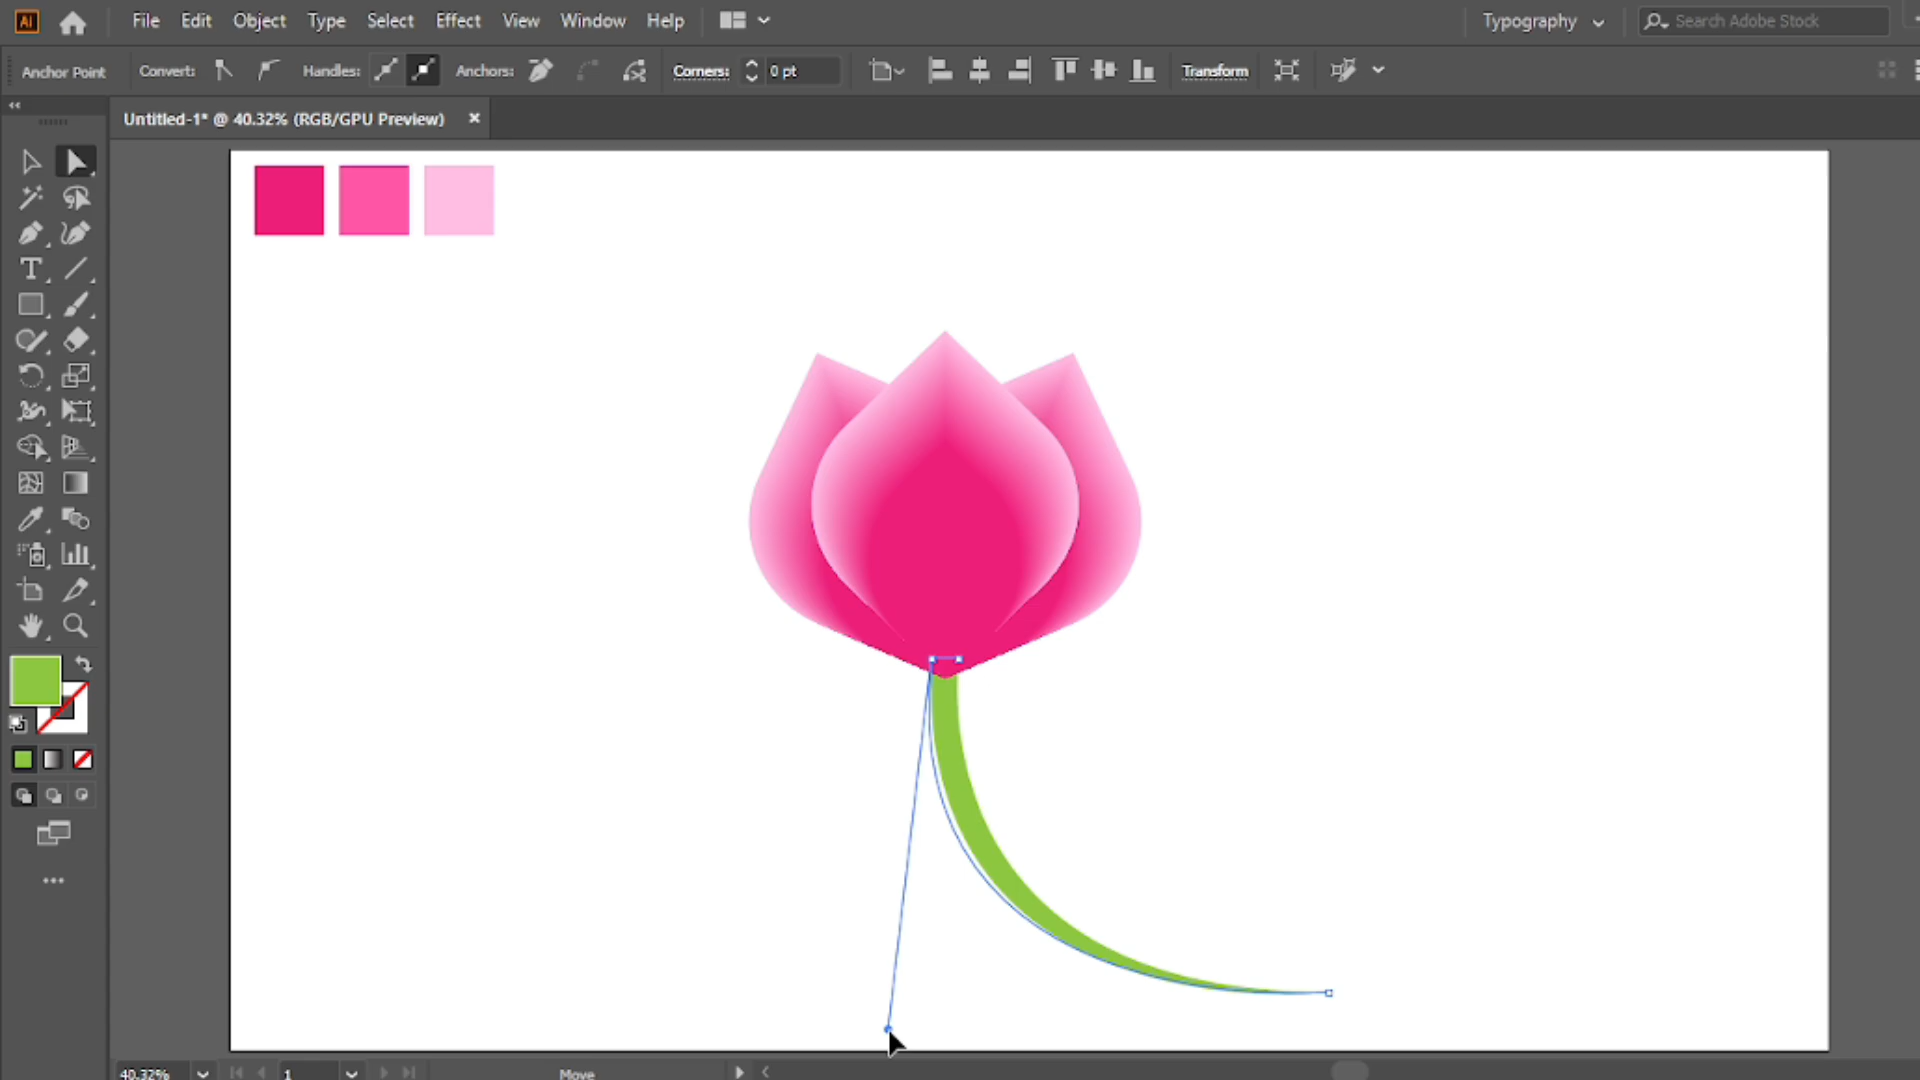 Ai File Edit Object Type Select Effect View Window Help Typography Search Adobe Stock
Anchor Point Convert: Handles: Anchors: Corners: 0 pt Transform
Untitled-1* @ 40.32% (RGB/GPU Preview) ×
T
40.32% 1 Move